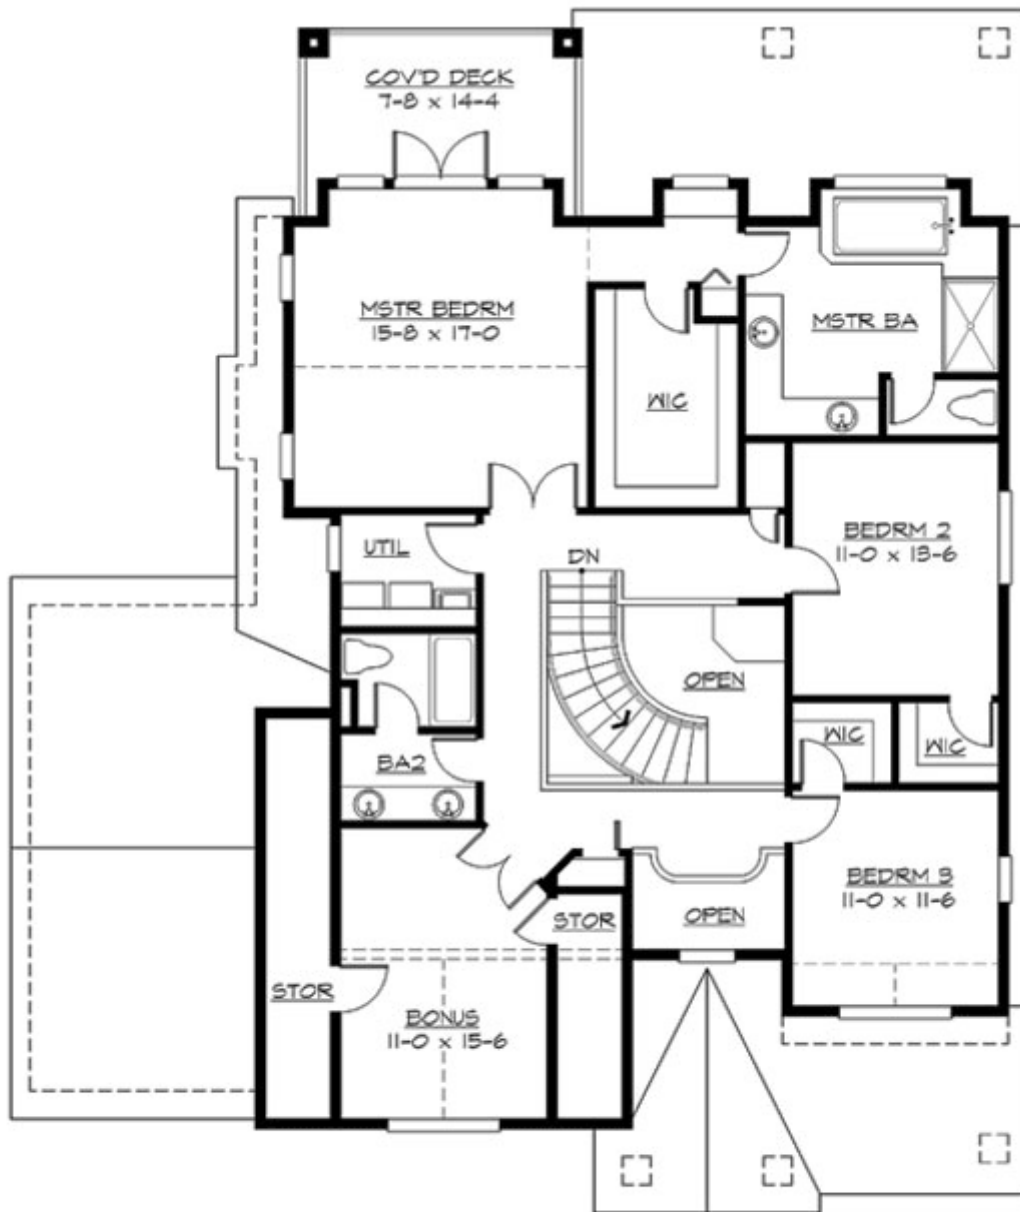 COV'D DECK
7-8 x 14-4
MSTR BEDRM
15-8 x 17-0
MSTR BA
WIC
BEDRM 2
11-0 x 13-6
UTIL
DN
OPEN
WIC
WIC
BA2
BEDRM 3
11-0 x 11-6
OPEN
STOR
STOR
BONUS
11-0 x 15-6